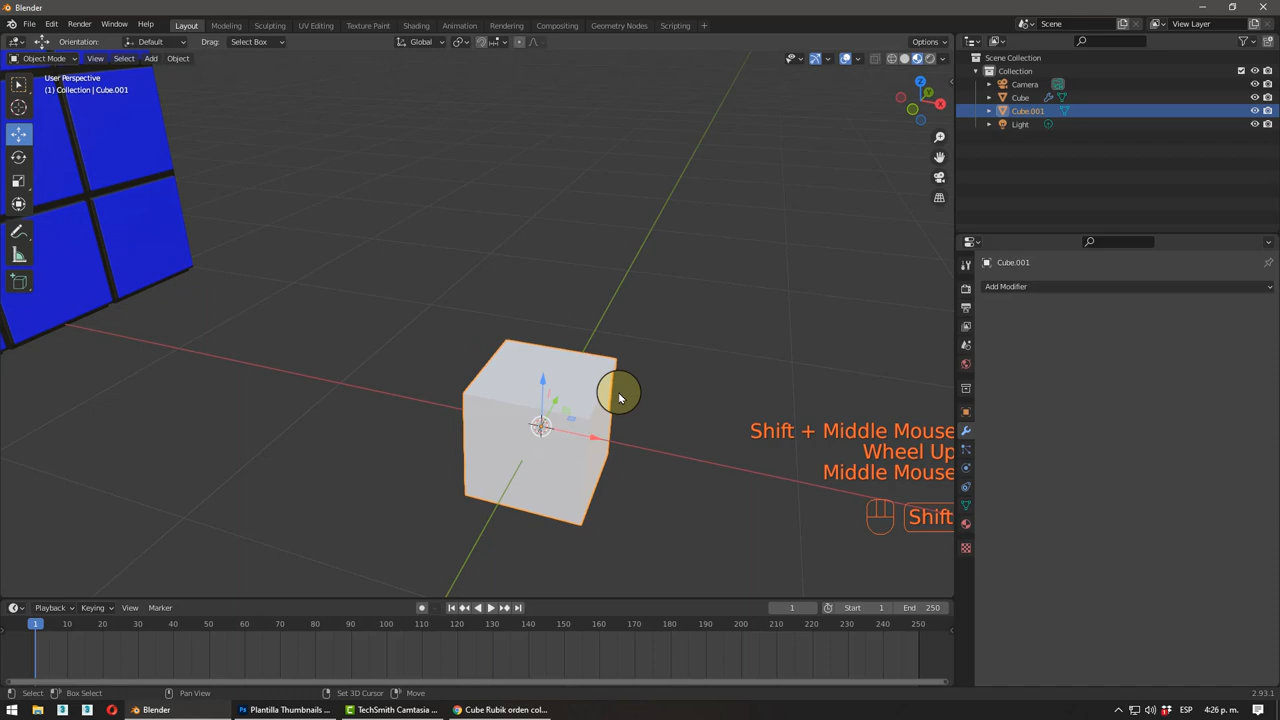 Blender
File Edit Render Window Help Layout Modeling Sculpting UV Editing Texture Paint Shading Animation Rendering Compositing Geometry Nodes Scripting + Scene View Layer
Orientation: Default Drag: Select Box Global Options
Object Mode View Select Add Object
User Perspective
(1) Collection | Cube.001
Z
Y
X
Scene Collection
Collection
Camera
Cube
Cube.001
Light
Cube.001
Add Modifier
Shift + Middle Mouse
Wheel Up
Middle Mouse
Shift
Playback Keying View Marker 1 Start 1 End 250
1 10 20 30 40 50 60 70 80 90 100 110 120 130 140 150 160 170 180 190 200 210 220 230 240 250
Select Box Select Pan View Set 3D Cursor Move 2.93.1
Blender Plantilla Thumbnails ... TechSmith Camtasia ... Cube Rubik orden col... ESP 4:26 p. m.